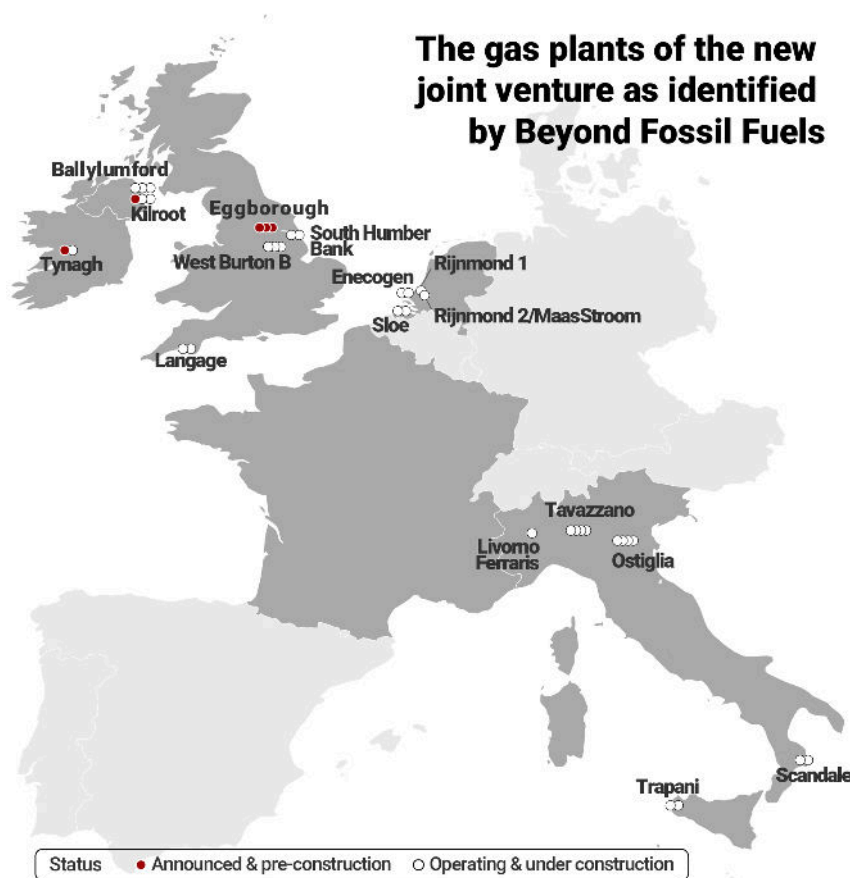 The gas plants of the new
joint venture as identified
by Beyond Fossil Fuels
Ballylumford
Kilroot
Eggborough
South Humber
Bank
Tynagh
West Burton B
Enecogen
Rijnmond 1
Rijnmond 2/MaasStroom
Sloe
Langage
Tavazzano
Livorno
Ferraris
Ostiglia
Scandale
Trapani
Status Announced & pre-construction Operating & under construction